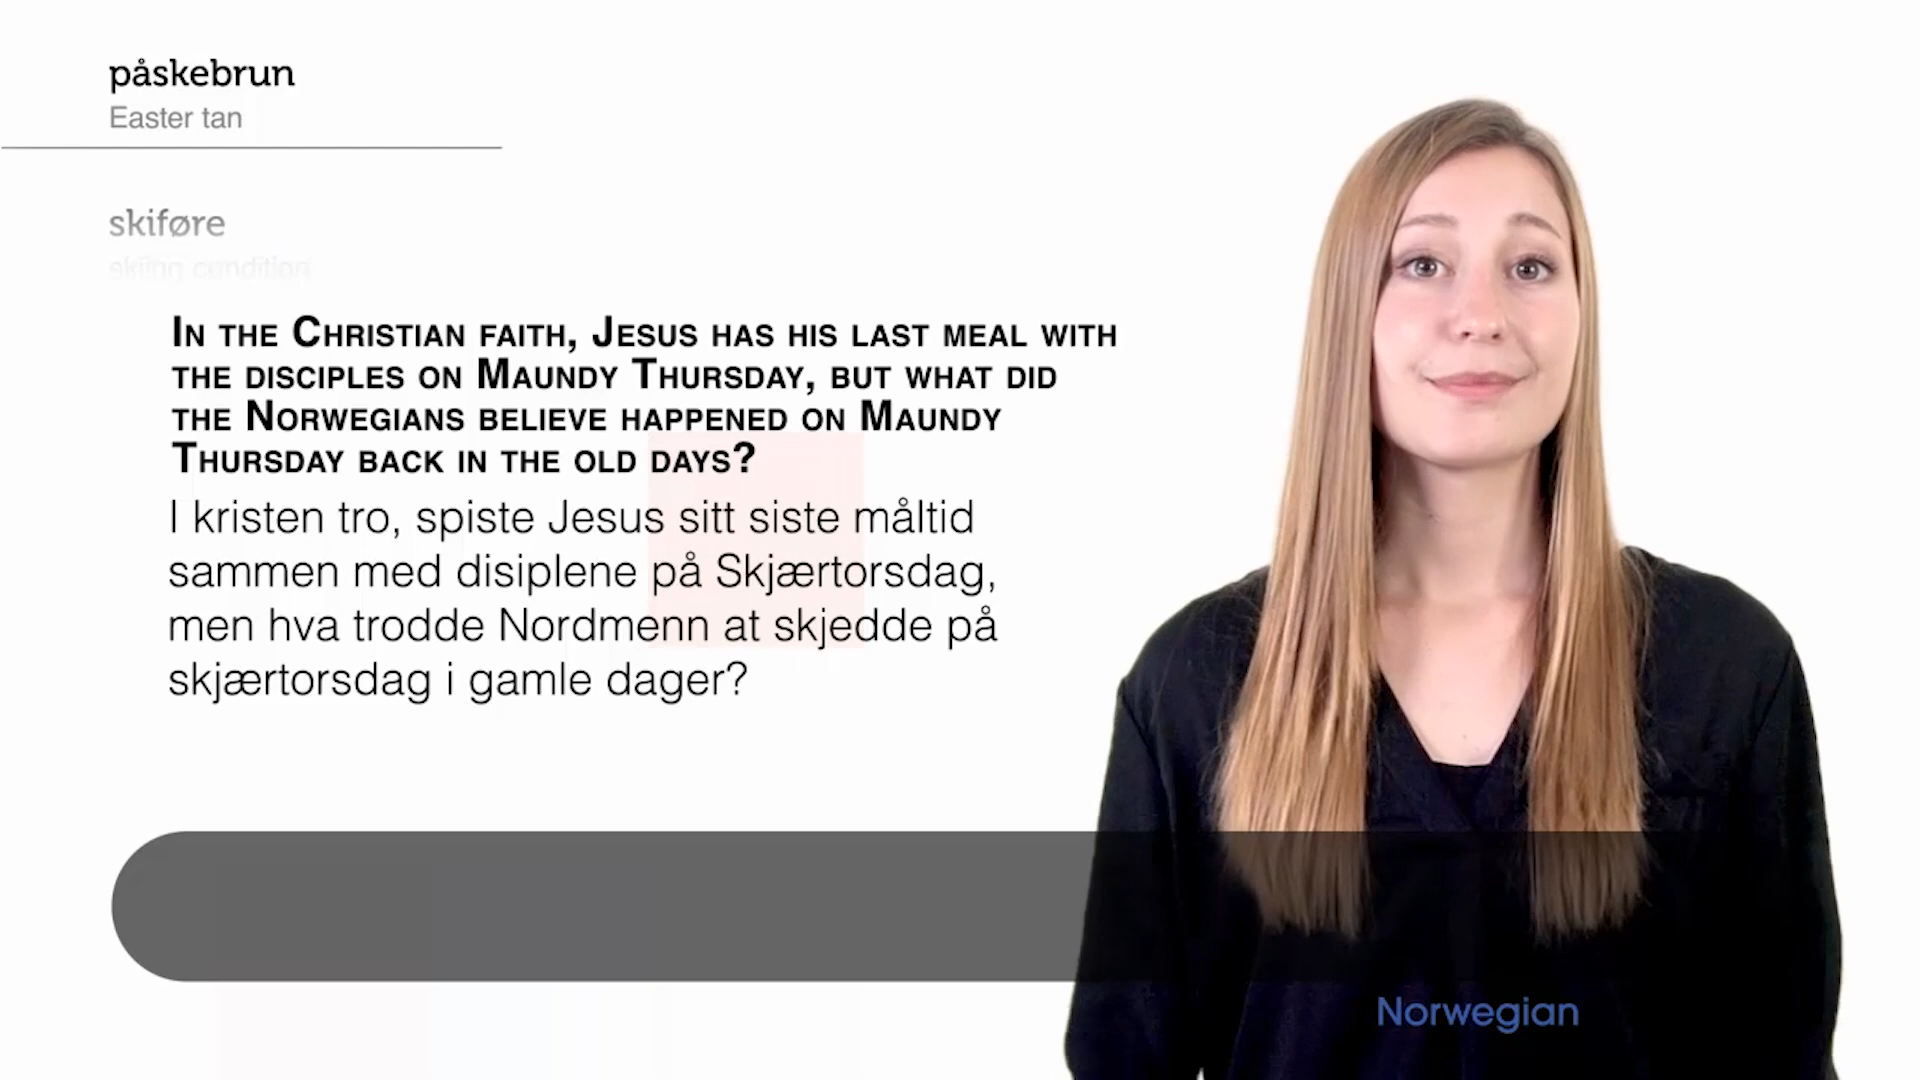 påskebrun
Easter tan
skiføre
skiing condition
In the Christian faith, Jesus has his last meal with
the disciples on Maundy Thursday, but what did
the Norwegians believe happened on Maundy
Thursday back in the old days?
I kristen tro, spiste Jesus sitt siste måltid
sammen med disiplene på Skjærtorsdag,
men hva trodde Nordmenn at skjedde på
skjærtorsdag i gamle dager?
Norwegian